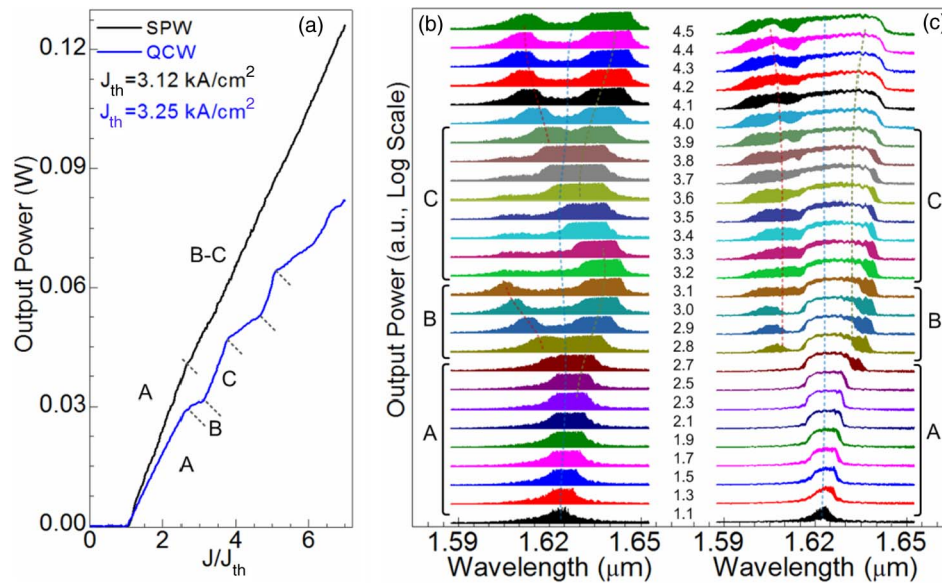 (a)
SPW
QCW
J_th=3.12 kA/cm²
J_th=3.25 kA/cm²
B-C
A
C
B
A
0.12
0.09
0.06
0.03
0.00
Output Power (W)
0 2 4 6
J/J_th
(b)
Output Power (a.u., Log Scale)
C
B
A
1.59 1.62 1.65
Wavelength (μm)
4.5
4.4
4.3
4.2
4.1
4.0
3.9
3.8
3.7
3.6
3.5
3.4
3.3
3.2
3.1
3.0
2.9
2.8
2.7
2.5
2.3
2.1
1.9
1.7
1.5
1.3
1.1
(c)
C
B
A
1.59 1.62 1.65
Wavelength (μm)